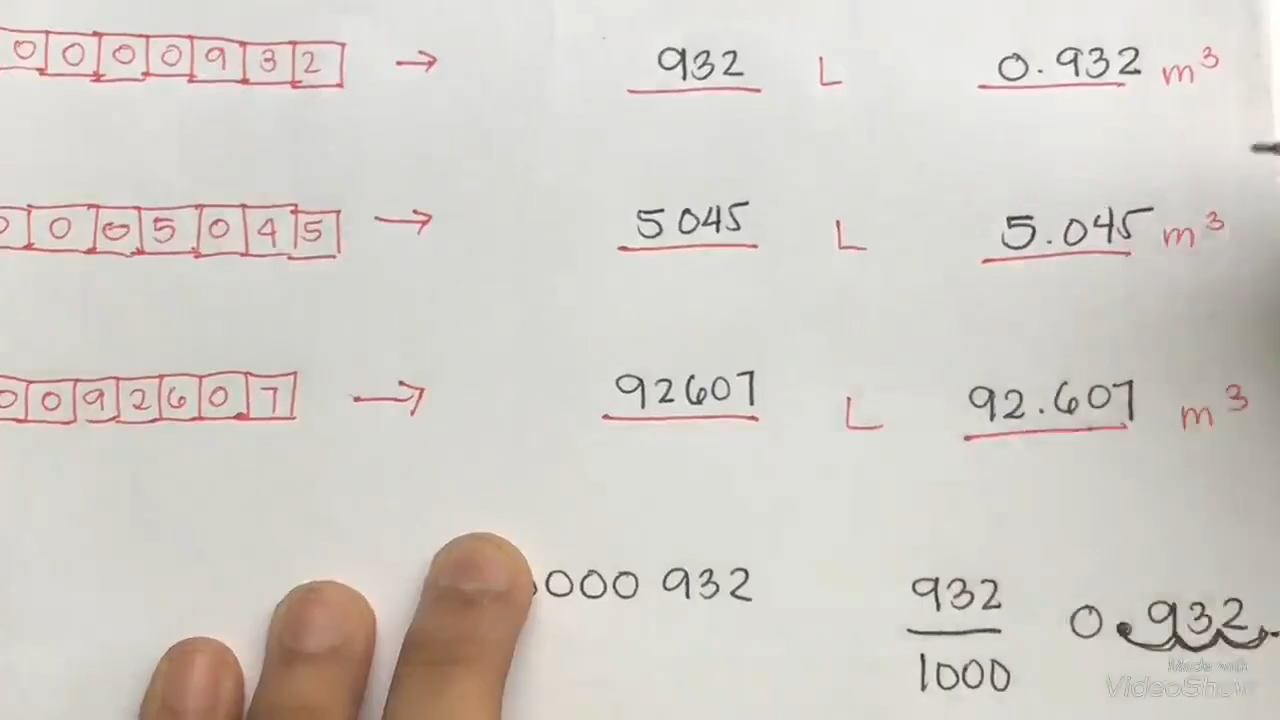 0 0 0 0 9 3 2 → 932 L 0.932 m³
0 0 0 5 0 4 5 → 5045 L 5.045 m³
0 0 9 2 6 0 7 → 92607 L 92.607 m³
000 932
932
1000
0.932
Made with
VideoShow